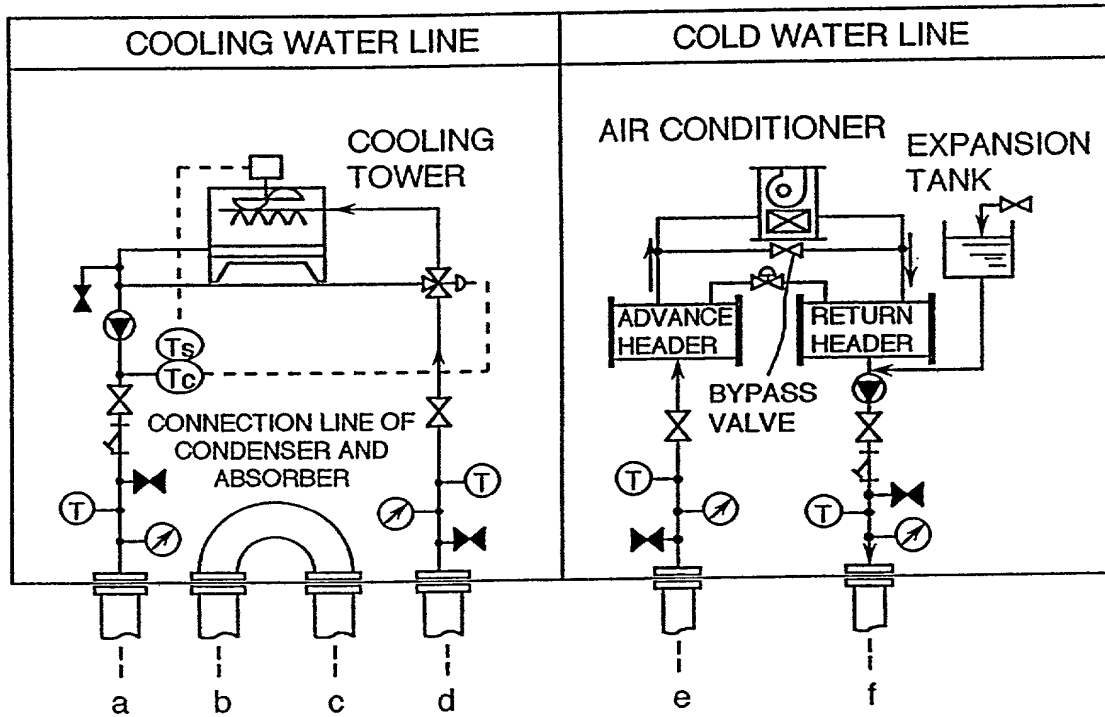 COOLING WATER LINE
COLD WATER LINE
COOLING
TOWER
AIR CONDITIONER
EXPANSION
TANK
Ts
Tc
ADVANCE
HEADER
RETURN
HEADER
BYPASS
VALVE
CONNECTION LINE OF
CONDENSER AND
ABSORBER
T
T
T
T
a
b
c
d
e
f